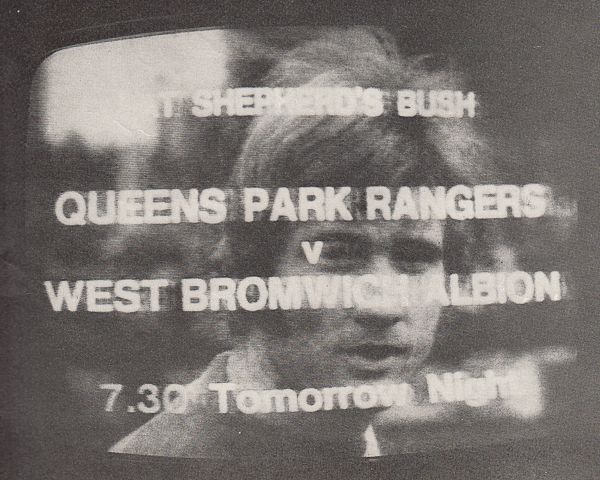 T SHEPHERD'S BUSH
QUEENS PARK RANGERS
v
WEST BROMWICH ALBION
7.30 Tomorrow Night